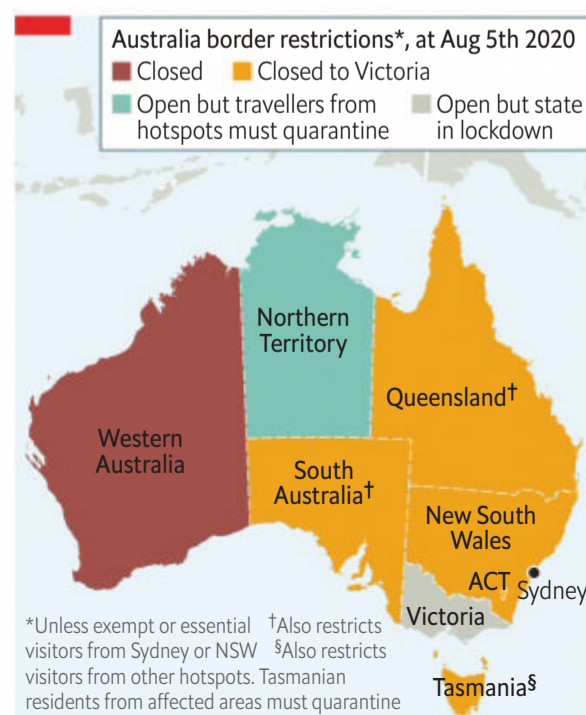 Australia border restrictions*, at Aug 5th 2020
Closed Closed to Victoria
Open but travellers from
hotspots must quarantine
Open but state
in lockdown
Northern
Territory
Queensland†
Western
Australia
South
Australia†
New South
Wales
ACT
Sydney
Victoria
Tasmania§
*Unless exempt or essential †Also restricts
visitors from Sydney or NSW §Also restricts
visitors from other hotspots. Tasmanian
residents from affected areas must quarantine